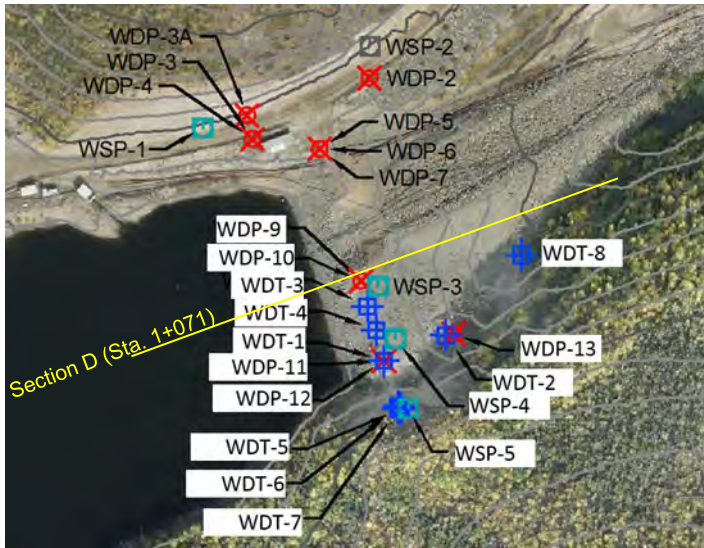 WDP-3A
WDP-3
WDP-4
WSP-1
WSP-2
WDP-2
WDP-5
WDP-6
WDP-7
WDP-9
WDP-10
WDT-3
WDT-4
WDT-1
WDP-11
WDP-12
WDT-5
WDT-6
WDT-7
WSP-3
WDT-8
WDP-13
WDT-2
WSP-4
WSP-5
Section D (Sta. 1+071)